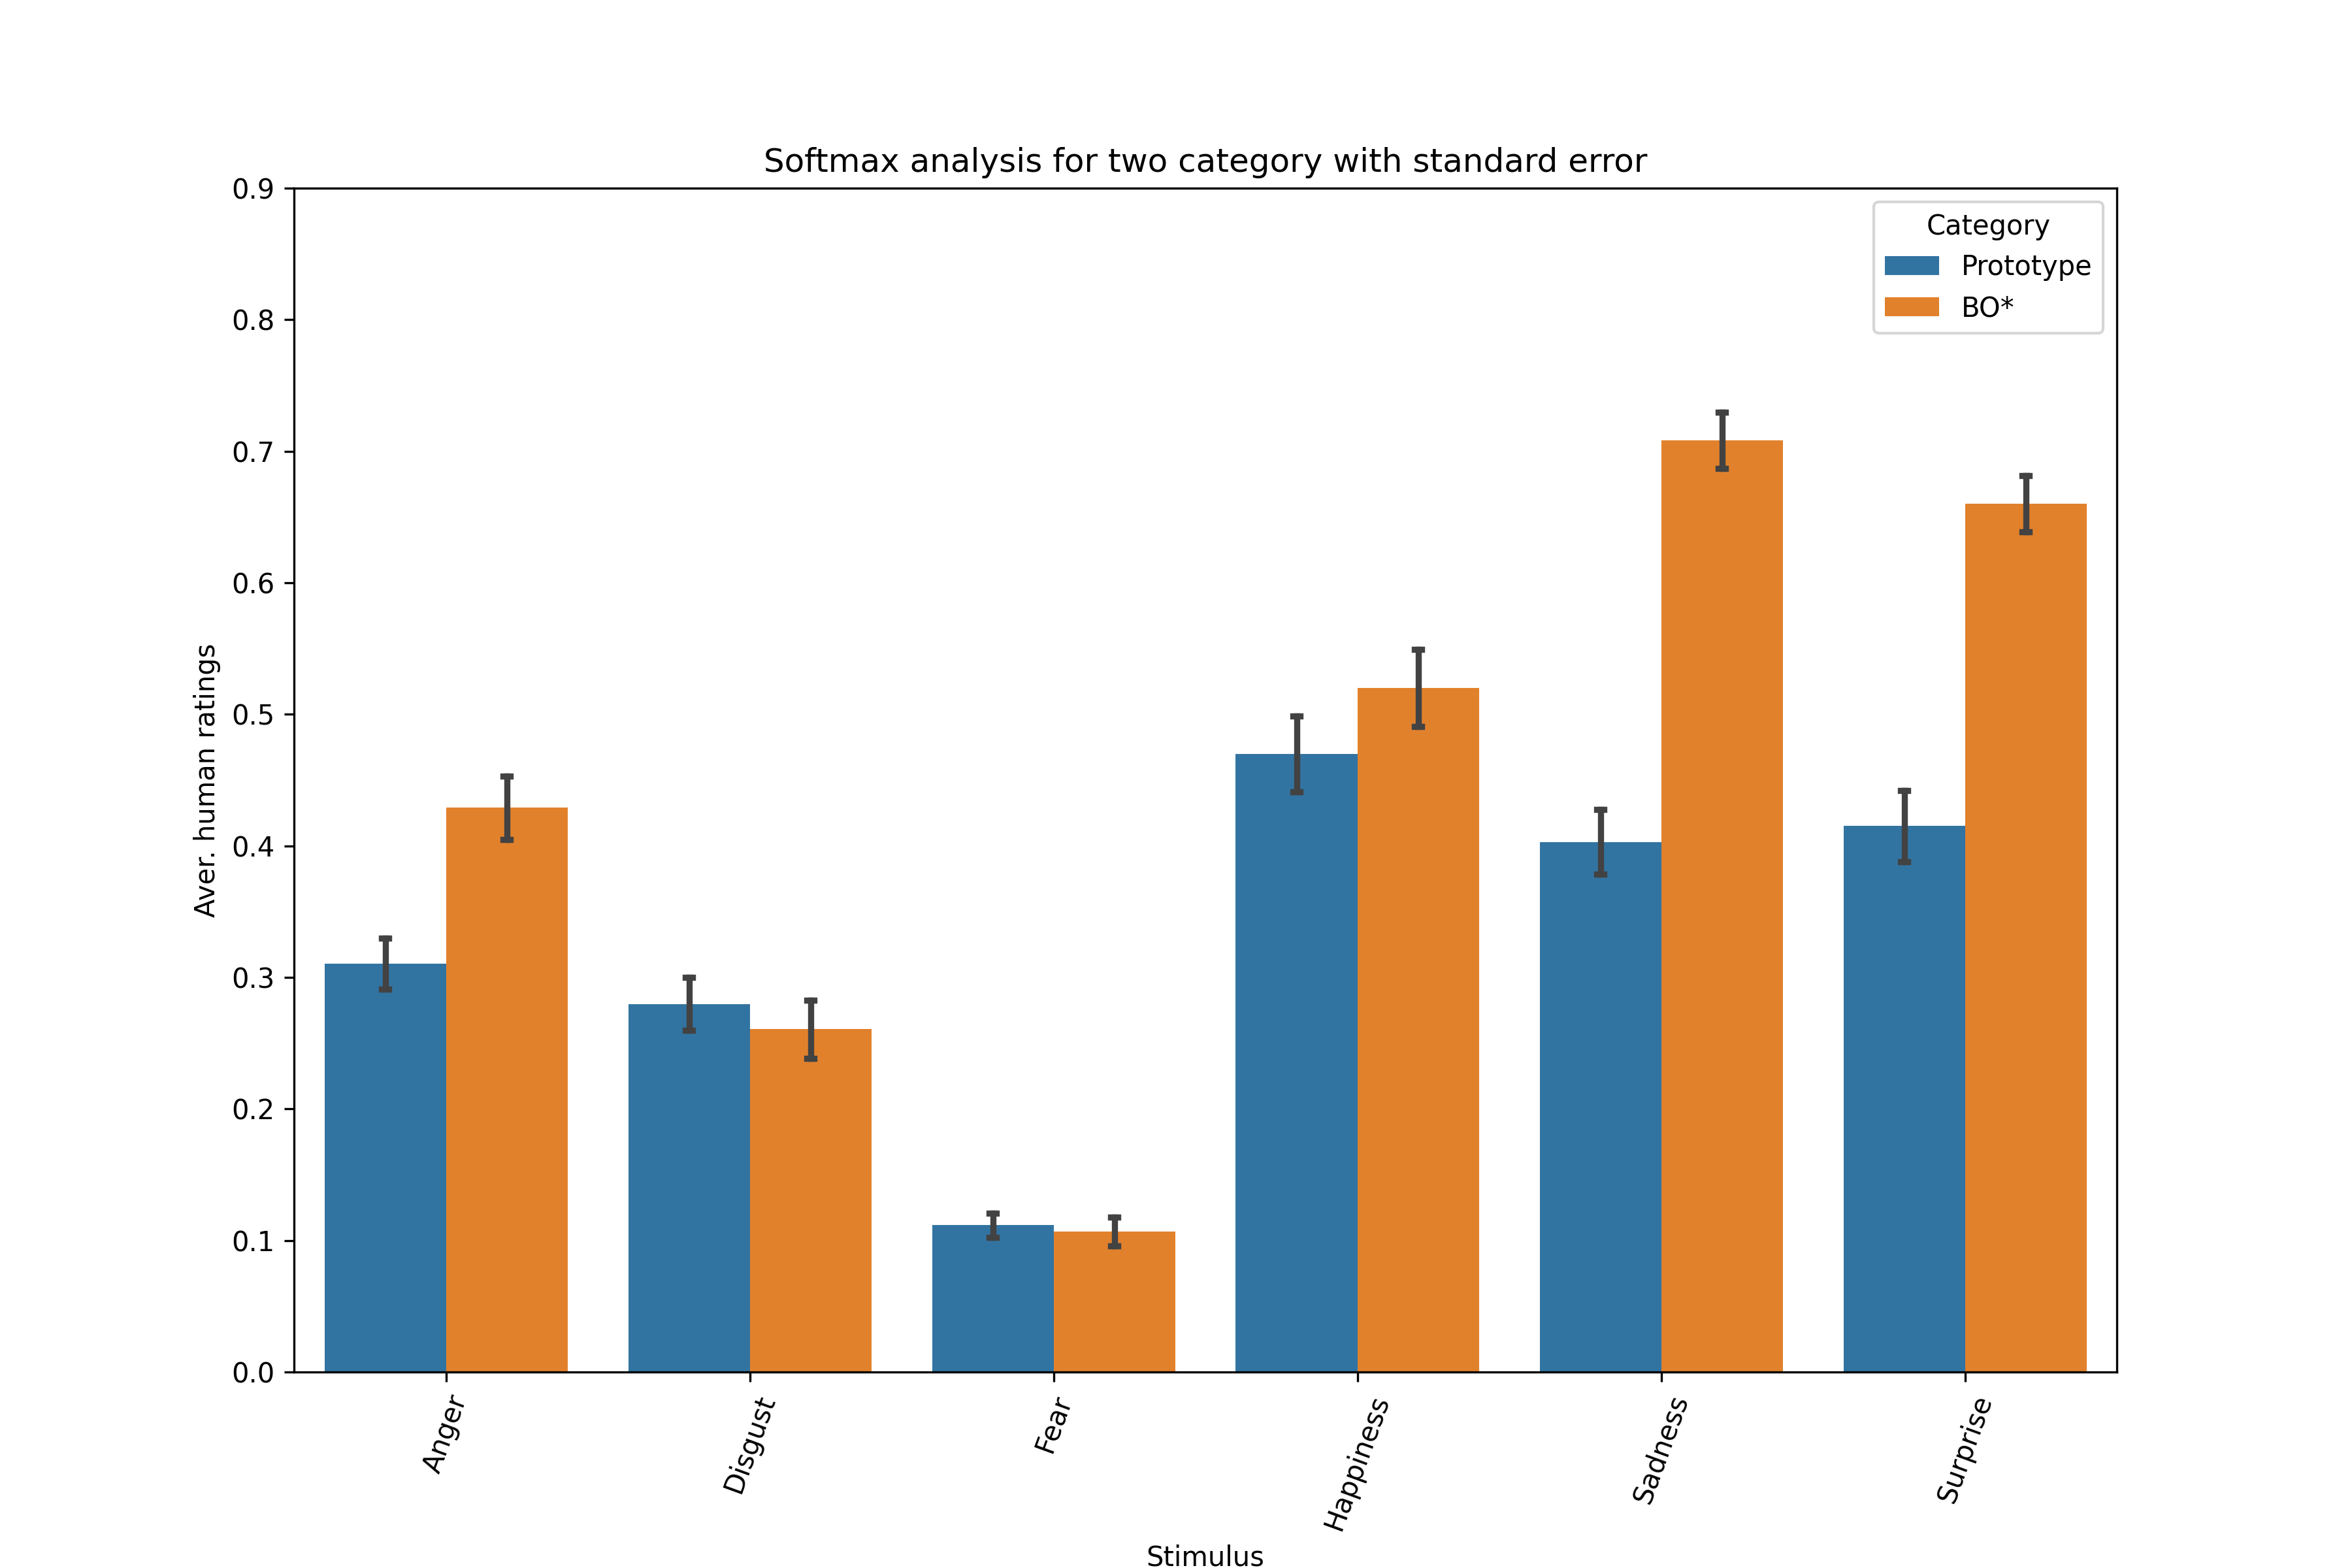 Softmax analysis for two category with standard error
0.9
0.8
0.7
0.6
0.5
0.4
0.3
0.2
0.1
0.0
Aver. human ratings
Category
Prototype
BO*
Anger
Disgust
Fear
Happiness
Sadness
Surprise
Stimulus